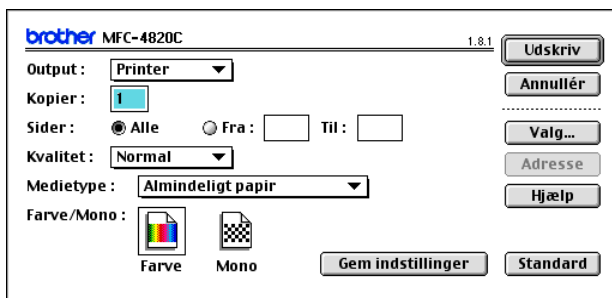 brother MFC-4820C 1.8.1
Udskriv
Output : Printer
Annullér
Kopier : 1
Sider : Alle Fra : Til :
Valg...
Kvalitet : Normal
Adresse
Medietype : Almindeligt papir
Hjælp
Farve/Mono :
Farve Mono
Gem indstillinger Standard